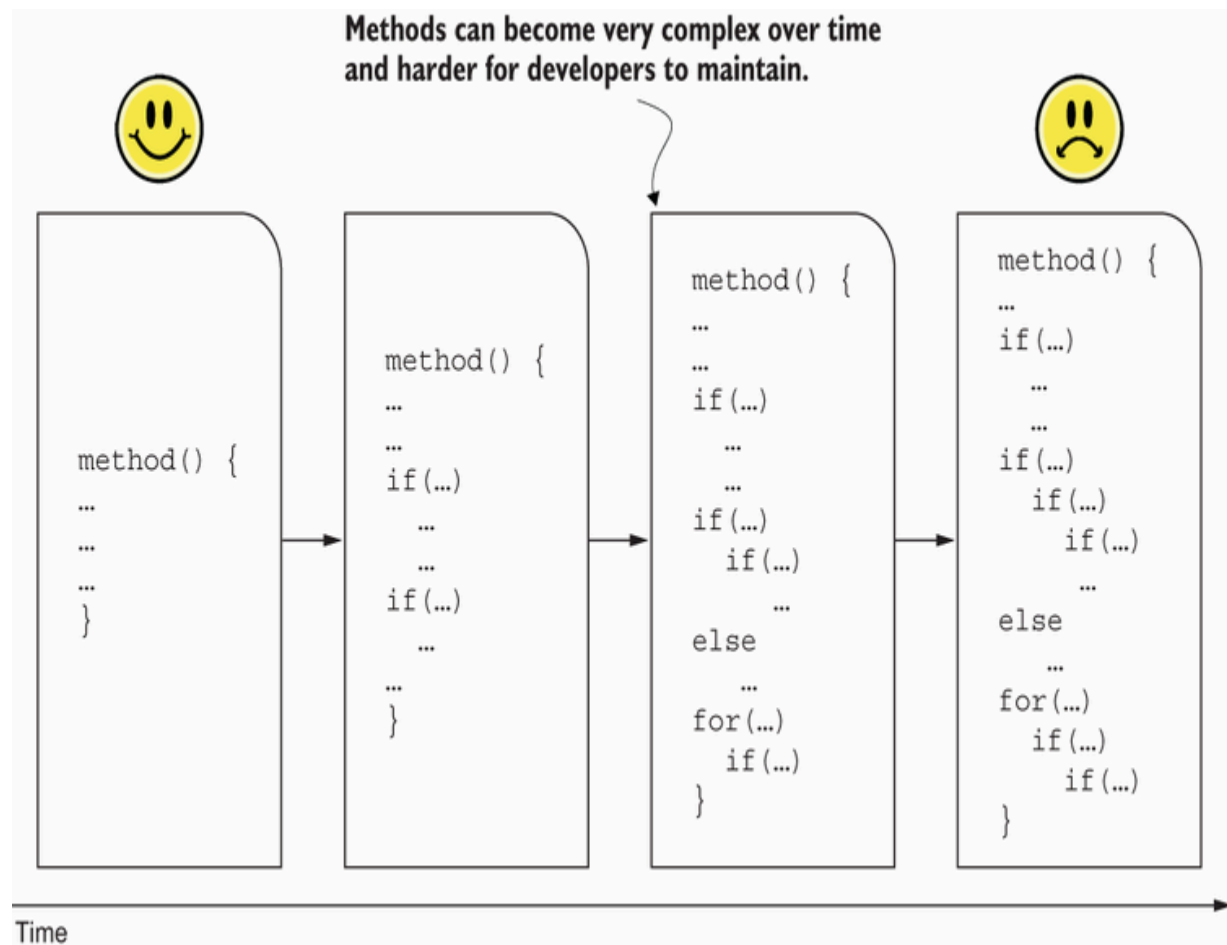 Methods can become very complex over time
and harder for developers to maintain.
method() {
…
…
…
}
method() {
…
…
if(…)
…
…
if(…)
…
…
}
method() {
…
…
if(…)
…
…
if(…)
if(…)
…
else
…
for(…)
if(…)
}
method() {
…
if(…)
…
…
if(…)
if(…)
if(…)
…
else
…
for(…)
if(…)
if(…)
}
Time